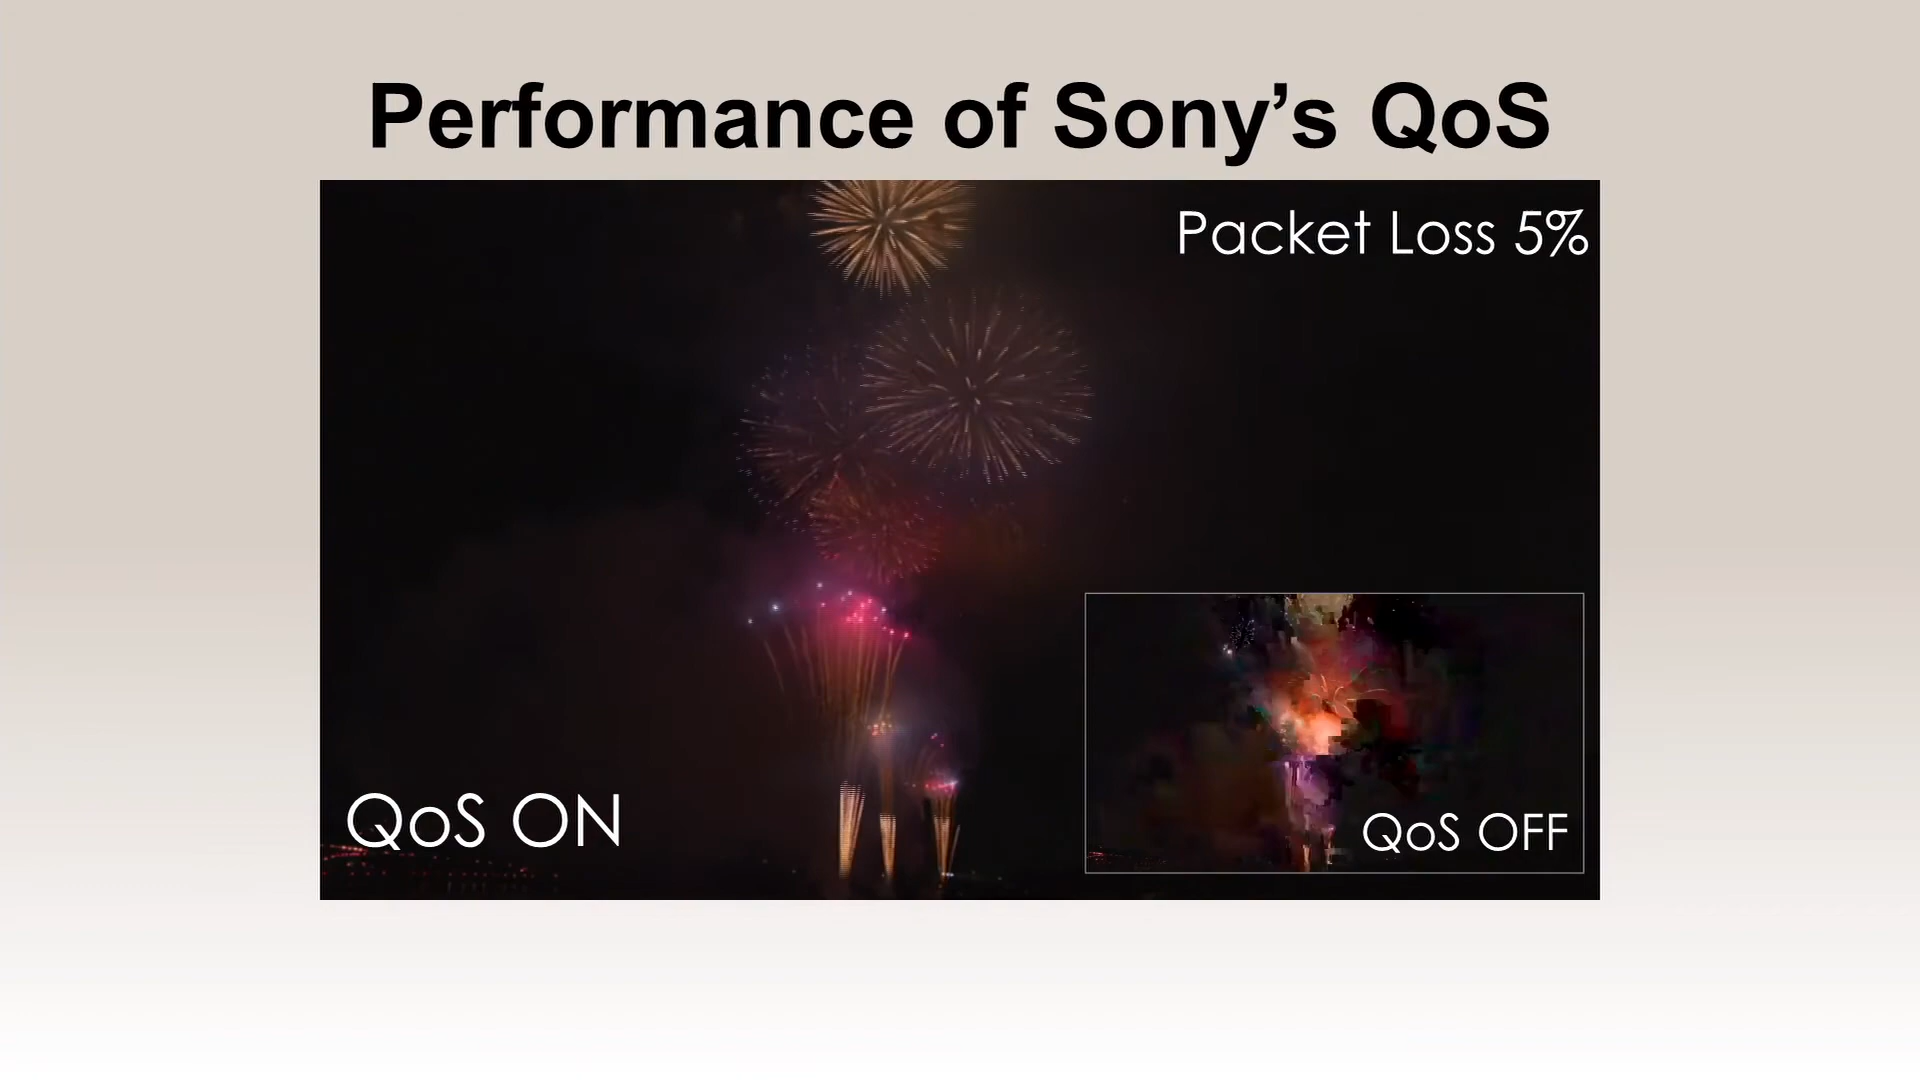 Performance of Sony’s QoS
Packet Loss 5%
QoS ON
QoS OFF